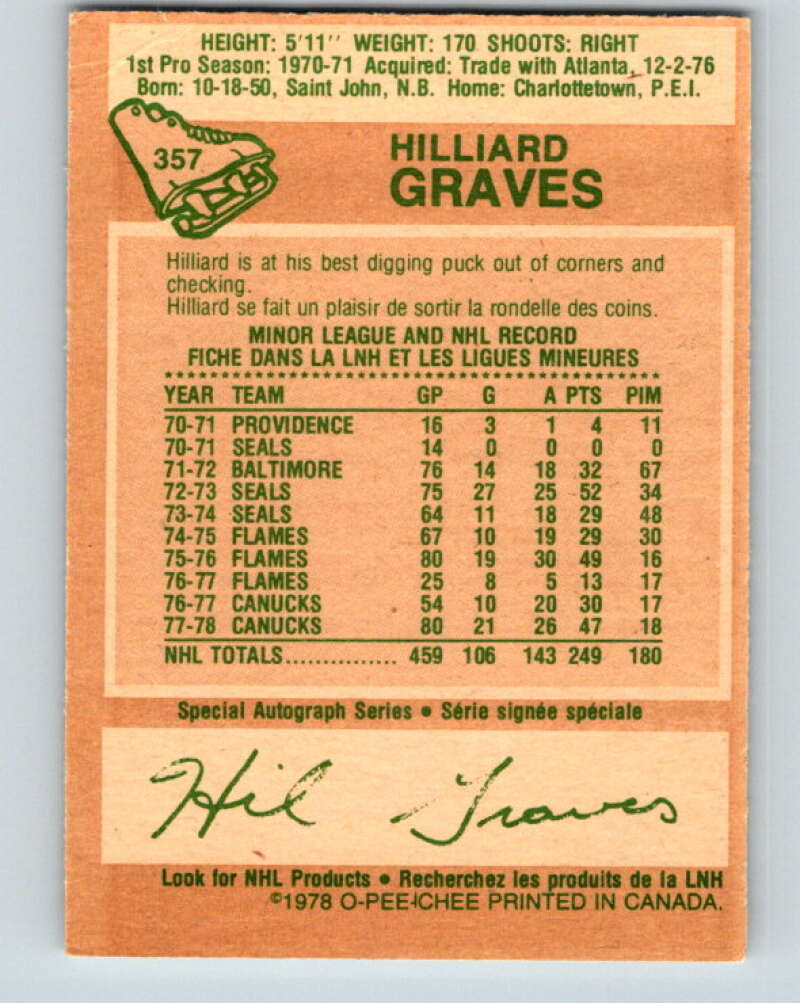 HEIGHT: 5'11" WEIGHT: 170 SHOOTS: RIGHT
1st Pro Season: 1970-71 Acquired: Trade with Atlanta, 12-2-76
Born: 10-18-50, Saint John, N.B. Home: Charlottetown, P.E.I.
357
HILLIARD
GRAVES
Hilliard is at his best digging puck out of corners and
checking.
Hilliard se fait un plaisir de sortir la rondelle des coins.
MINOR LEAGUE AND NHL RECORD
FICHE DANS LA LNH ET LES LIGUES MINEURES
YEAR TEAM GP G A PTS PIM
70-71 PROVIDENCE 16 3 1 4 11
70-71 SEALS 14 0 0 0 0
71-72 BALTIMORE 76 14 18 32 67
72-73 SEALS 75 27 25 52 34
73-74 SEALS 64 11 18 29 48
74-75 FLAMES 67 10 19 29 30
75-76 FLAMES 80 19 30 49 16
76-77 FLAMES 25 8 5 13 17
76-77 CANUCKS 54 10 20 30 17
77-78 CANUCKS 80 21 26 47 18
NHL TOTALS............... 459 106 143 249 180
Special Autograph Series • Série signée spéciale
Hil Graves
Look for NHL Products • Recherchez les produits de la LNH
©1978 O-PEE-CHEE PRINTED IN CANADA.